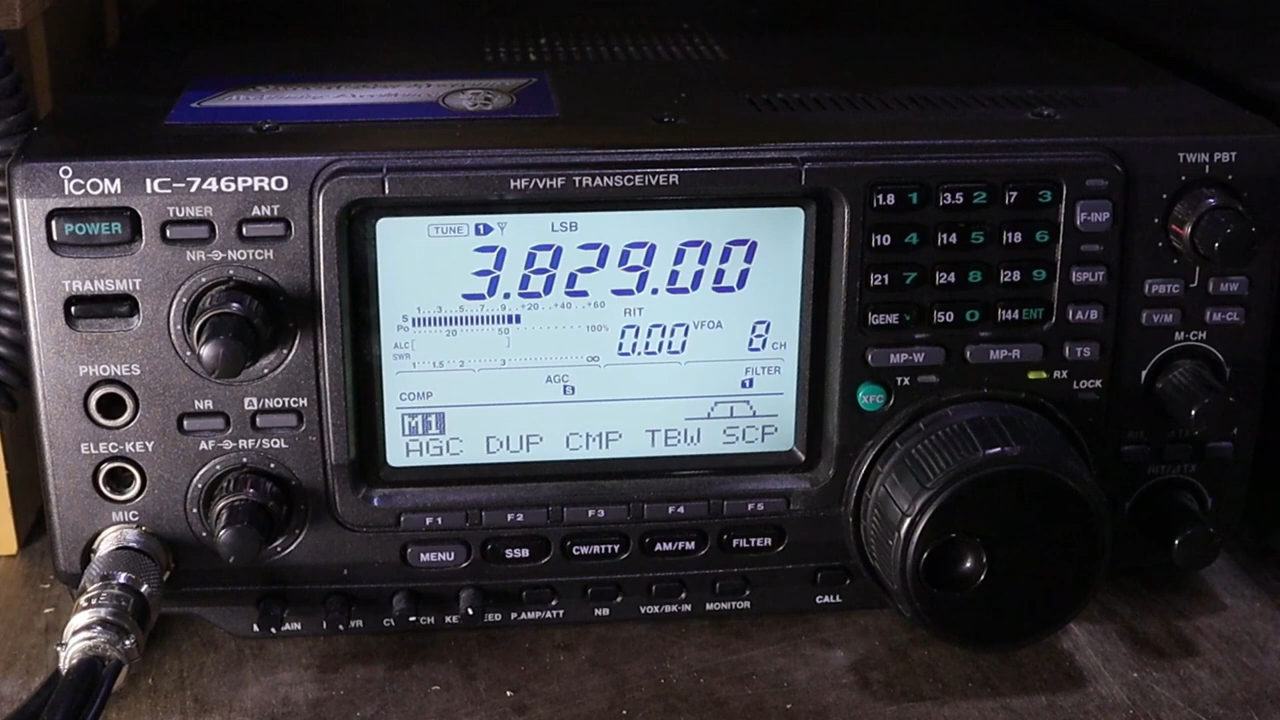 ICOM IC-746PRO
HF/VHF TRANSCEIVER
POWER
TUNER
ANT
NR NOTCH
TRANSMIT
PHONES
NR
A/NOTCH
ELEC-KEY
AF RF/SQL
MIC
TUNE 1 LSB
3.829.00
1...3...5...7...9..+20..+40..+60
S
Po
20 50 100%
RIT
0.00 VFOA 8 CH
ALC
SWR
1 1.5 2 3 ∞
AGC
S
FILTER
1
COMP
M1
AGC DUP CMP TBW SCP
F1 F2 F3 F4 F5
MENU SSB CW/RTTY AM/FM FILTER
P.AMP/ATT NB VOX/BK-IN MONITOR CALL
1.8 1 3.5 2 7 3
10 4 14 5 18 6
21 7 24 8 28 9
GENE . 50 0 144 ENT
F-INP
SPLIT
A/B
MP-W MP-R TS
XFC
TX
RX
LOCK
TWIN PBT
PBTC MW
V/M M-CL
M-CH